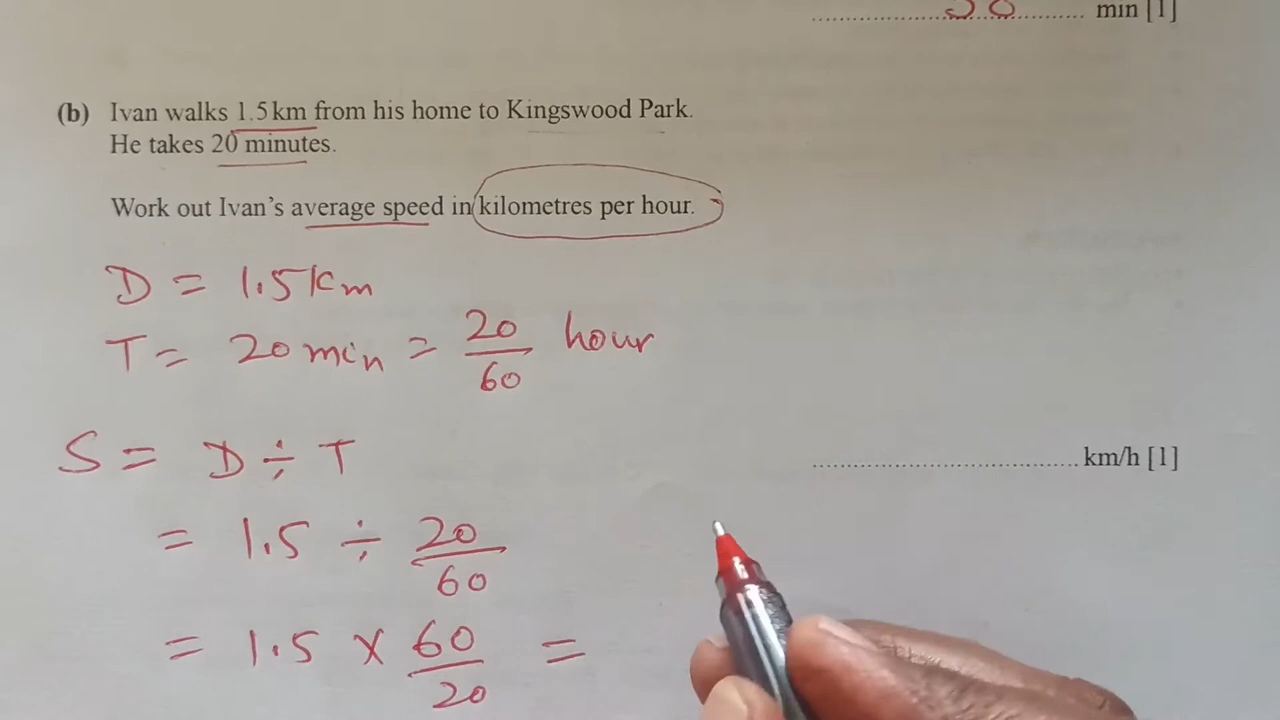 min [1]
(b) Ivan walks 1.5 km from his home to Kingswood Park.
He takes 20 minutes.
Work out Ivan's average speed in kilometres per hour.
D = 1.5 km
T = 20 min = 20/60 hour
S = D ÷ T
= 1.5 ÷ 20/60
km/h [1]
= 1.5 × 60/20 =